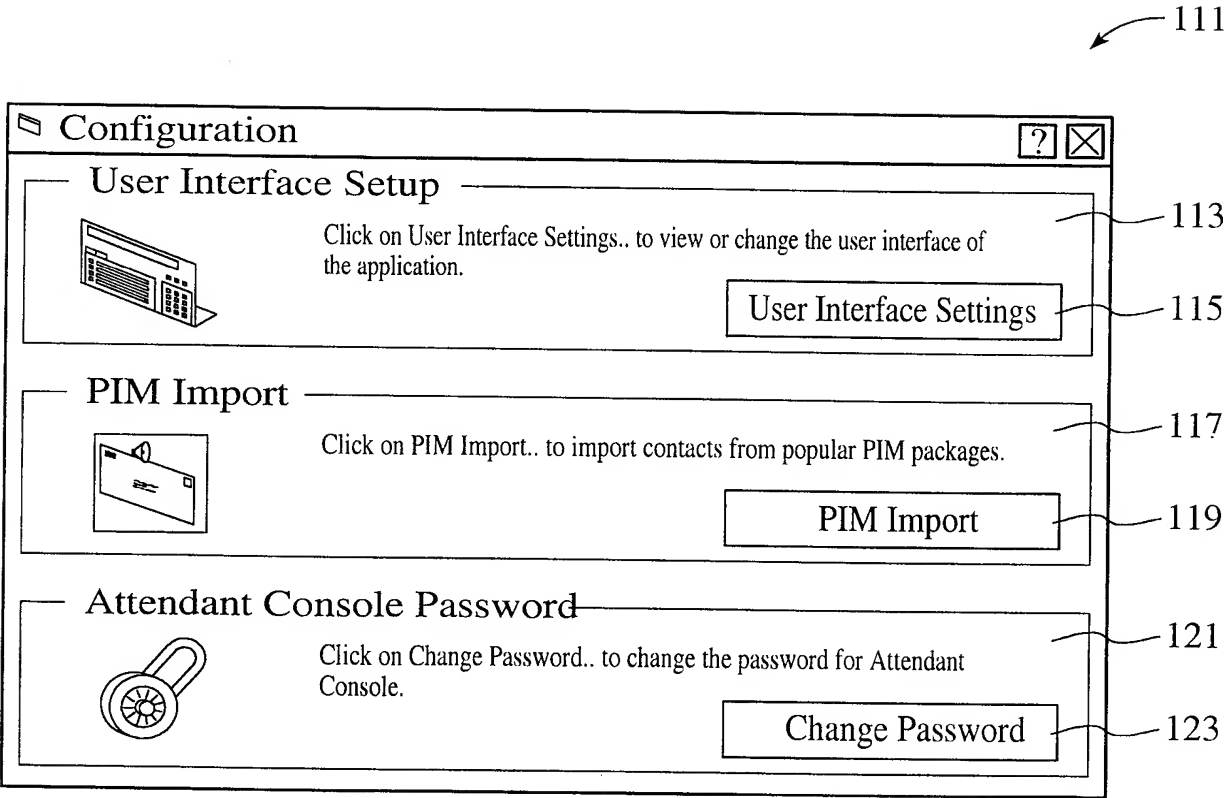 111
Configuration ?
User Interface Setup
113
Click on User Interface Settings.. to view or change the user interface of
the application.
User Interface Settings
115
PIM Import
117
Click on PIM Import.. to import contacts from popular PIM packages.
PIM Import
119
Attendant Console Password
121
Click on Change Password.. to change the password for Attendant
Console.
Change Password
123